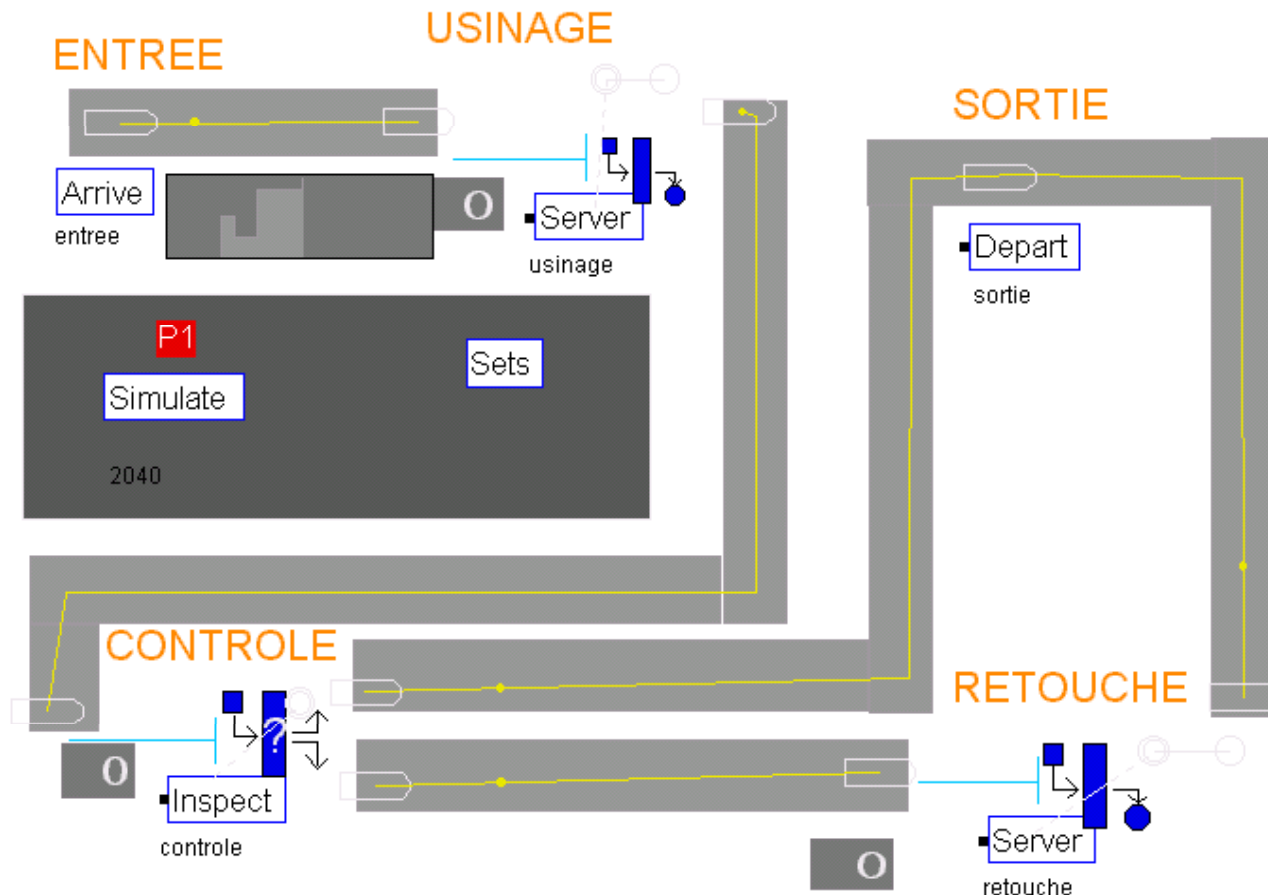 USINAGE
ENTREE
SORTIE
Arrive
entree
O
Server
usinage
Depart
sortie
P1
Simulate
Sets
2040
CONTROLE
?
O
Inspect
controle
RETOUCHE
O
Server
retouche